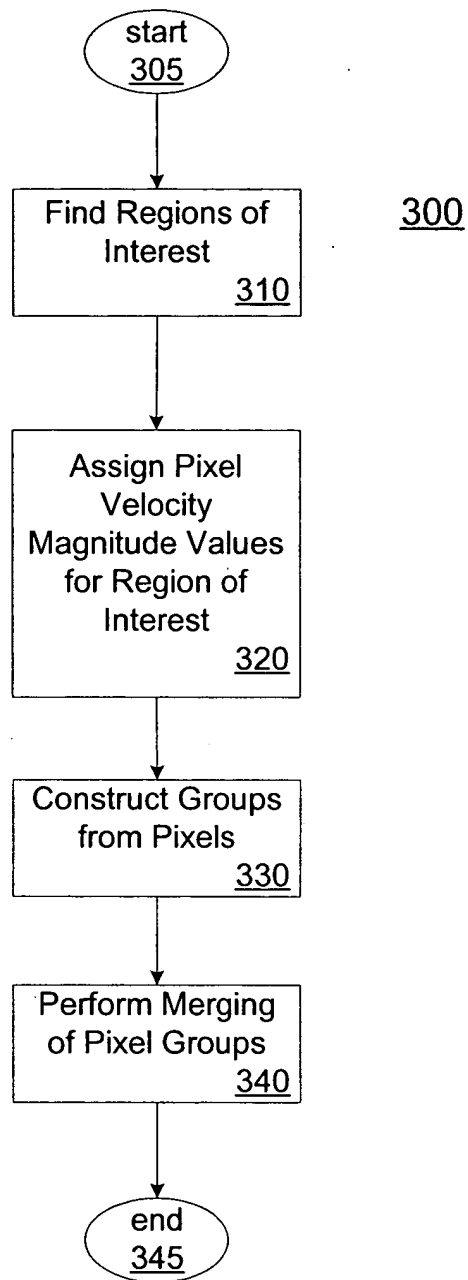 start
305
Find Regions of
Interest
310
300
Assign Pixel
Velocity
Magnitude Values
for Region of
Interest
320
Construct Groups
from Pixels
330
Perform Merging
of Pixel Groups
340
end
345